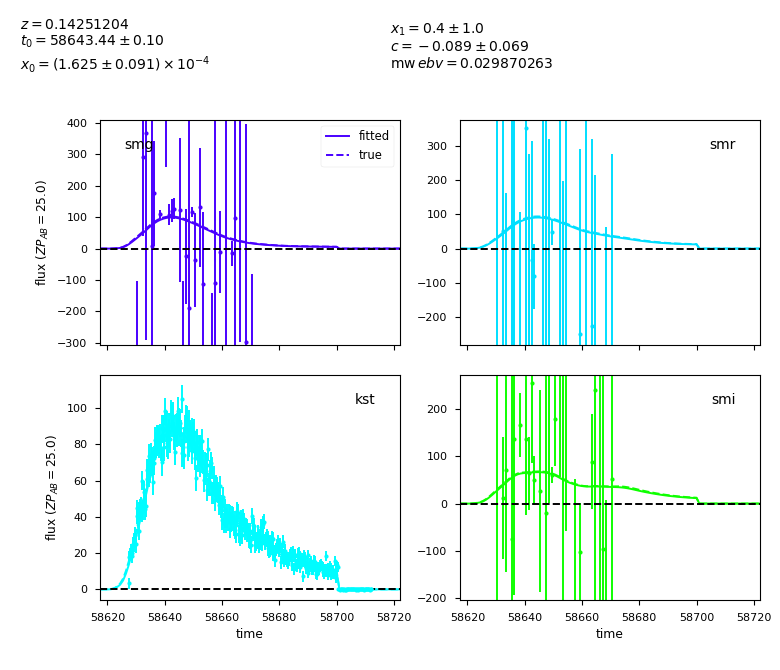 z = 0.14251204
t₀ = 58643.44 ± 0.10
x₀ = (1.625 ± 0.091) × 10⁻⁴
x₁ = 0.4 ± 1.0
c = −0.089 ± 0.069
mw ebv = 0.029870263
400
300
200
100
0
−100
−200
−300
flux (ZP_AB = 25.0)
smg
fitted
true
300
200
100
0
−100
−200
smr
100
80
60
40
20
0
flux (ZP_AB = 25.0)
kst
58620 58640 58660 58680 58700 58720
time
200
100
0
−100
−200
smi
58620 58640 58660 58680 58700 58720
time